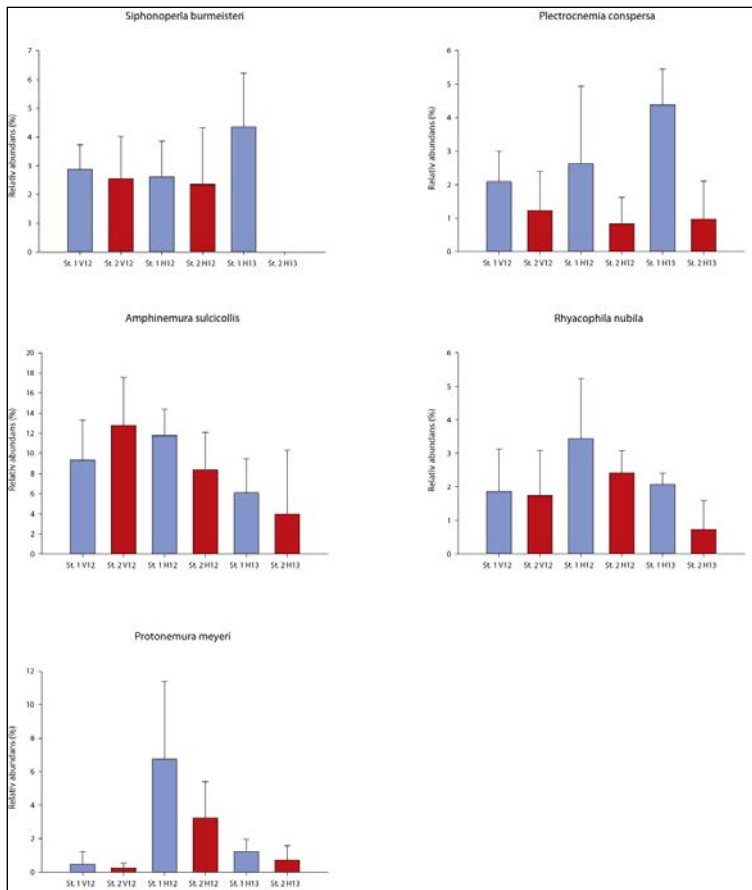 Siphonoperla burmeisteri
Relativ abundans (%)
7
6
5
4
3
2
1
0
St. 1 V12 St. 2 V12 St. 1 H12 St. 2 H12 St. 1 H13 St. 2 H13
Plectrocnemia conspersa
Relativ abundans (%)
6
5
4
3
2
1
0
St. 1 V12 St. 2 V12 St. 1 H12 St. 2 H12 St. 1 H13 St. 2 H13
Amphinemura sulcicollis
Relativ abundans (%)
20
18
16
14
12
10
8
6
4
2
0
St. 1 V12 St. 2 V12 St. 1 H12 St. 2 H12 St. 1 H13 St. 2 H13
Rhyacophila nubila
Relativ abundans (%)
6
5
4
3
2
1
0
St. 1 V12 St. 2 V12 St. 1 H12 St. 2 H12 St. 1 H13 St. 2 H13
Protonemura meyeri
Relativ abundans (%)
12
10
8
6
4
2
0
St. 1 V12 St. 2 V12 St. 1 H12 St. 2 H12 St. 1 H13 St. 2 H13